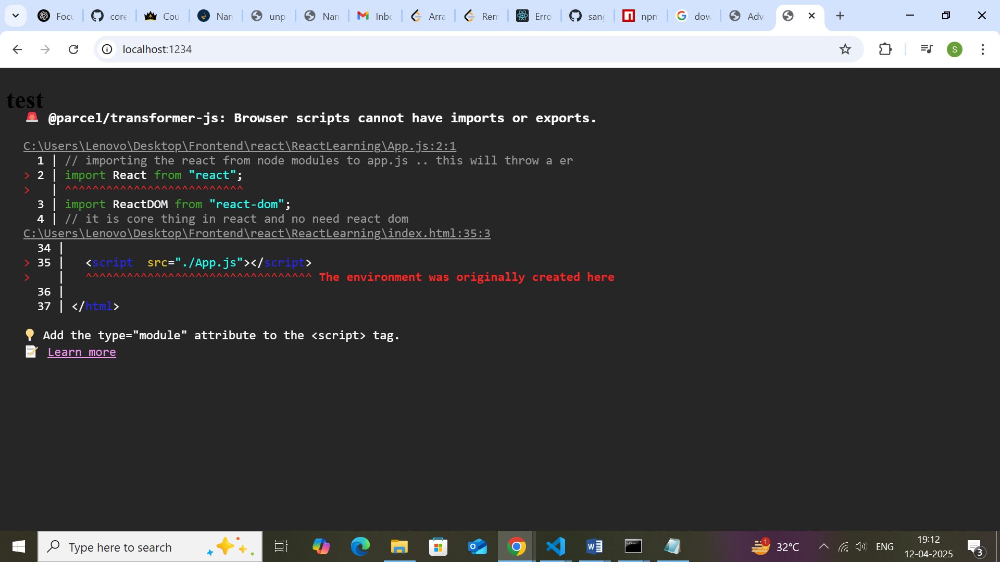 Focu
core
Cou
Nam
unp
Nam
Inbo
Arra
Rem
Erro
sang
npm
dow
Adv
localhost:1234
S
test
@parcel/transformer-js: Browser scripts cannot have imports or exports.
C:\Users\Lenovo\Desktop\Frontend\react\ReactLearning\App.js:2:1
1 | // importing the react from node modules to app.js .. this will throw a er
> 2 | import React from "react";
> | ^^^^^^^^^^^^^^^^^^^^^^^^^^
3 | import ReactDOM from "react-dom";
4 | // it is core thing in react and no need react dom
C:\Users\Lenovo\Desktop\Frontend\react\ReactLearning\index.html:35:3
34 |
> 35 |   <script  src="./App.js"></script>
> |   ^^^^^^^^^^^^^^^^^^^^^^^^^^^^^^^^^ The environment was originally created here
36 |
37 | </html>
Add the type="module" attribute to the <script> tag.
Learn more
Type here to search
1
32°C
ENG
19:12
12-04-2025
3